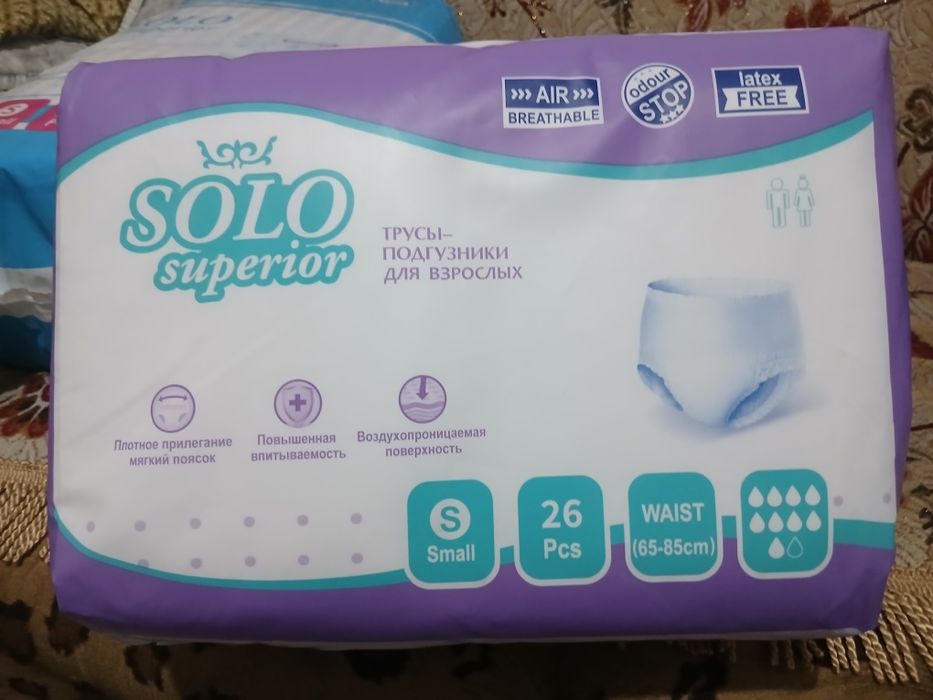 AIR
BREATHABLE
odour
STOP
latex
FREE
SOLO
superior
ТРУСЫ–
ПОДГУЗНИКИ
ДЛЯ ВЗРОСЛЫХ
Плотное прилегание
мягкий поясок
Повышенная
впитываемость
Воздухопроницаемая
поверхность
S
Small
26
Pcs
WAIST
(65-85cm)